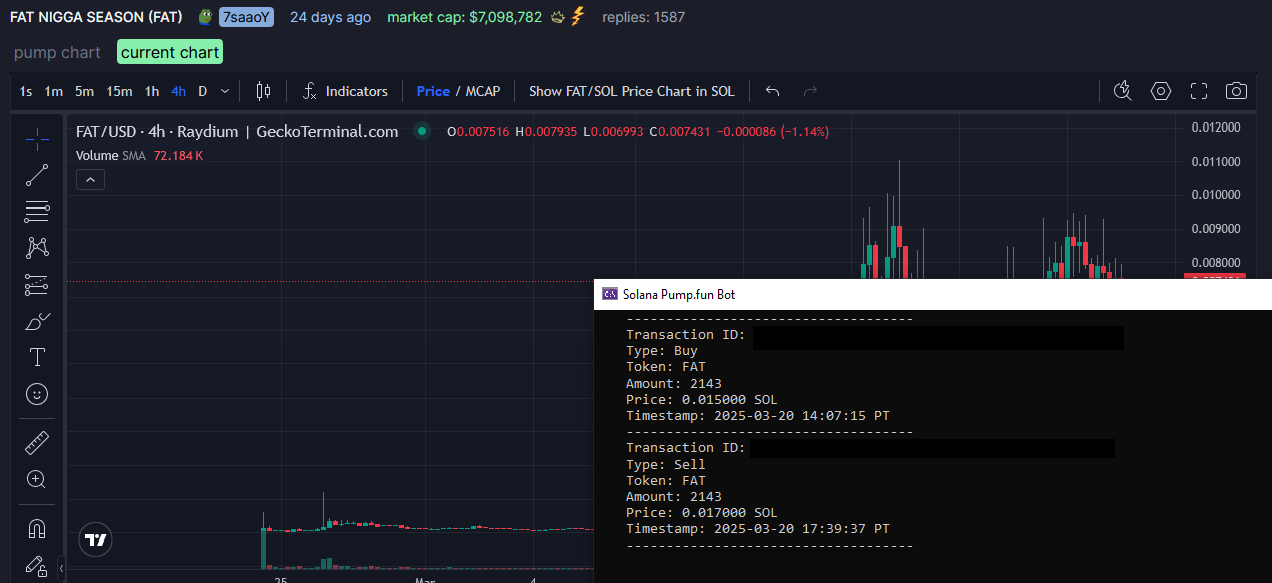 FAT NIGGA SEASON (FAT) 7saaoY 24 days ago market cap: $7,098,782 replies: 1587
pump chart current chart
1s 1m 5m 15m 1h 4h D Indicators Price / MCAP Show FAT/SOL Price Chart in SOL
FAT/USD · 4h · Raydium | GeckoTerminal.com O0.007516 H0.007935 L0.006993 C0.007431 −0.000086 (−1.14%)
Volume SMA 72.184 K
0.012000
0.011000
0.010000
0.009000
0.008000
Solana Pump.fun Bot
------------------------------------
Transaction ID:
Type: Buy
Token: FAT
Amount: 2143
Price: 0.015000 SOL
Timestamp: 2025-03-20 14:07:15 PT
------------------------------------
Transaction ID:
Type: Sell
Token: FAT
Amount: 2143
Price: 0.017000 SOL
Timestamp: 2025-03-20 17:39:37 PT
------------------------------------
25 Mar 4